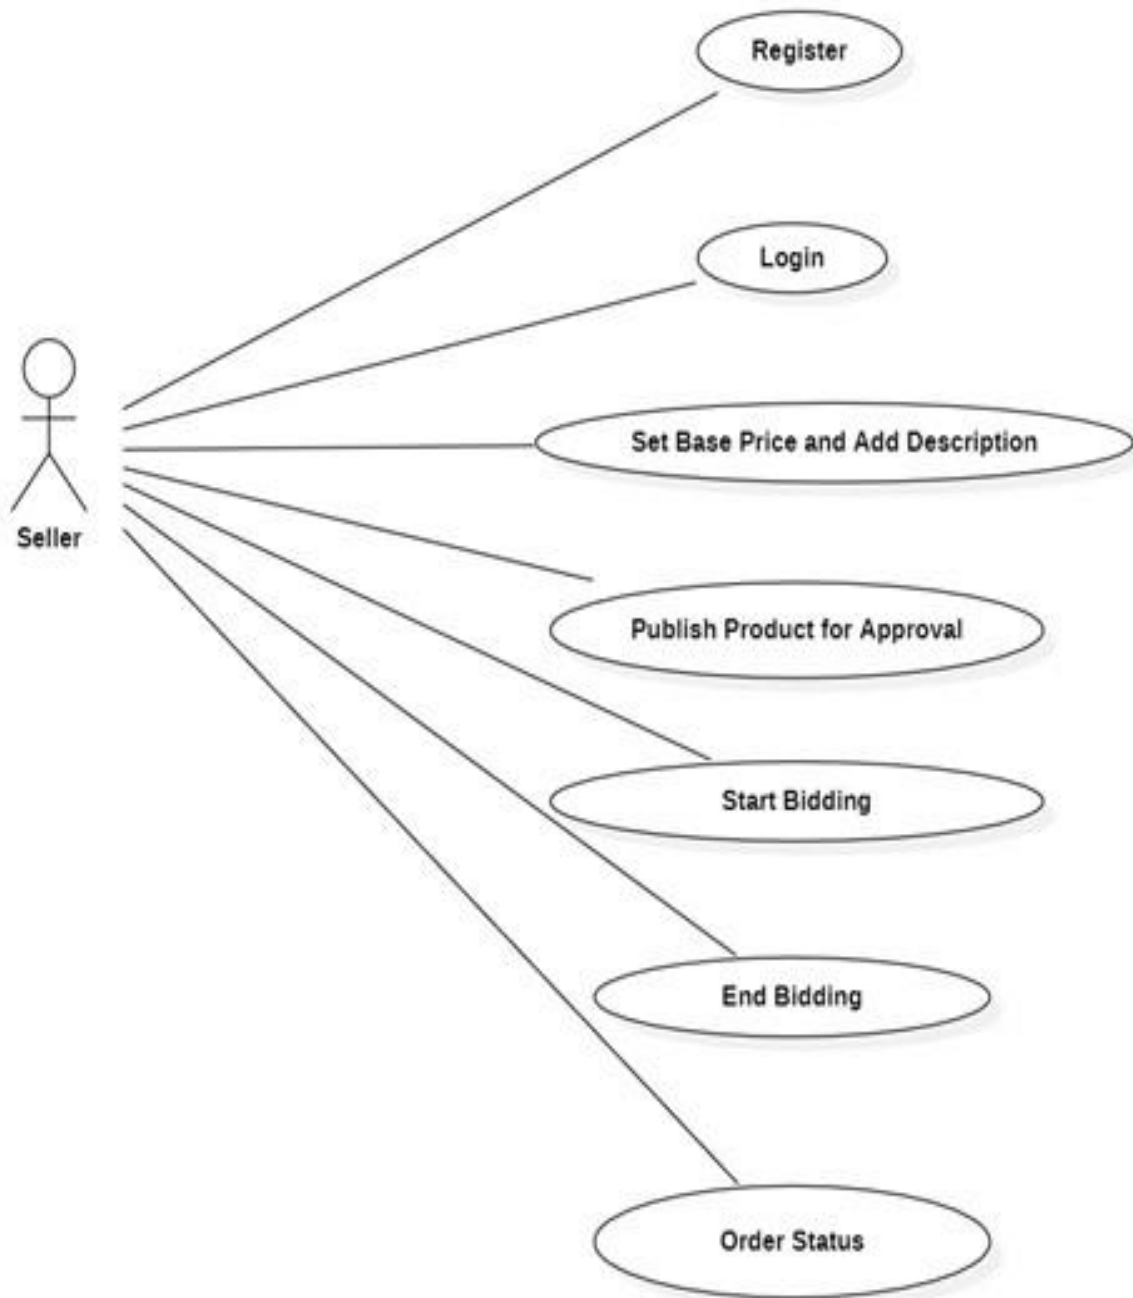 Register
Login
Set Base Price and Add Description
Seller
Publish Product for Approval
Start Bidding
End Bidding
Order Status